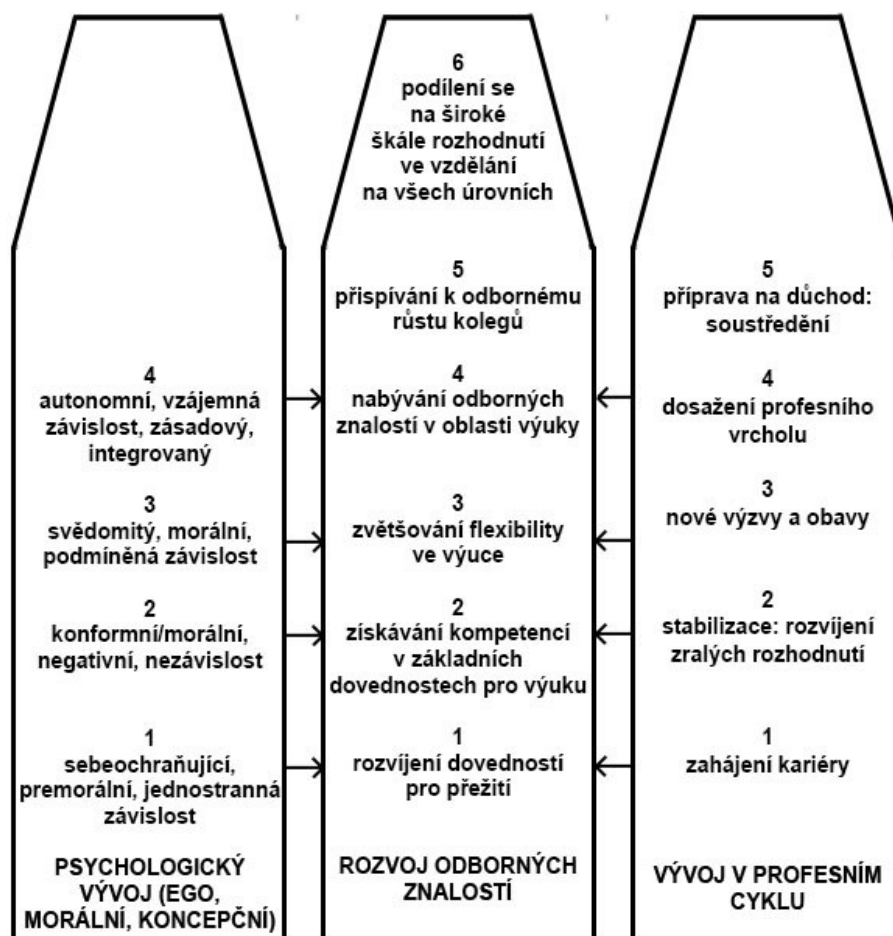 4
autonomní, vzájemná
závislost, zásadový,
integrovaný
3
svědomitý, morální,
podmíněná závislost
2
konformní/morální,
negativní, nezávislost
1
sebeochraňující,
premorální, jednostranná
závislost
PSYCHOLOGICKÝ
VÝVOJ (EGO,
MORÁLNÍ, KONCEPČNÍ)
6
podílení se
na široké
škále rozhodnutí
ve vzdělání
na všech úrovních
5
přispívání k odbornému
růstu kolegů
4
nabývání odborných
znalostí v oblasti výuky
3
zvětšování flexibility
ve výuce
2
získávání kompetencí
v základních
dovednostech pro výuku
1
rozvíjení dovedností
pro přežití
ROZVOJ ODBORNÝCH
ZNALOSTÍ
5
příprava na důchod:
soustředění
4
dosažení profesního
vrcholu
3
nové výzvy a obavy
2
stabilizace: rozvíjení
zralých rozhodnutí
1
zahájení kariéry
VÝVOJ V PROFESNÍM
CYKLU